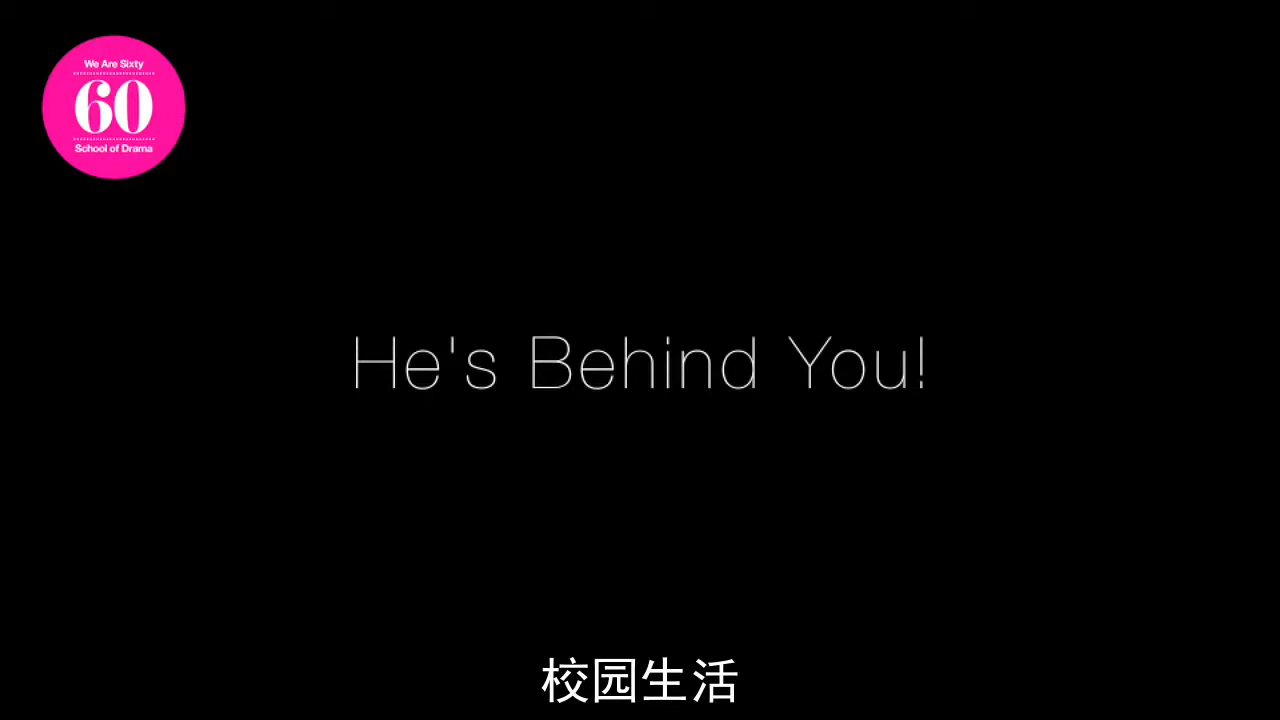 We Are Sixty
60
School of Drama
He's Behind You!
校园生活